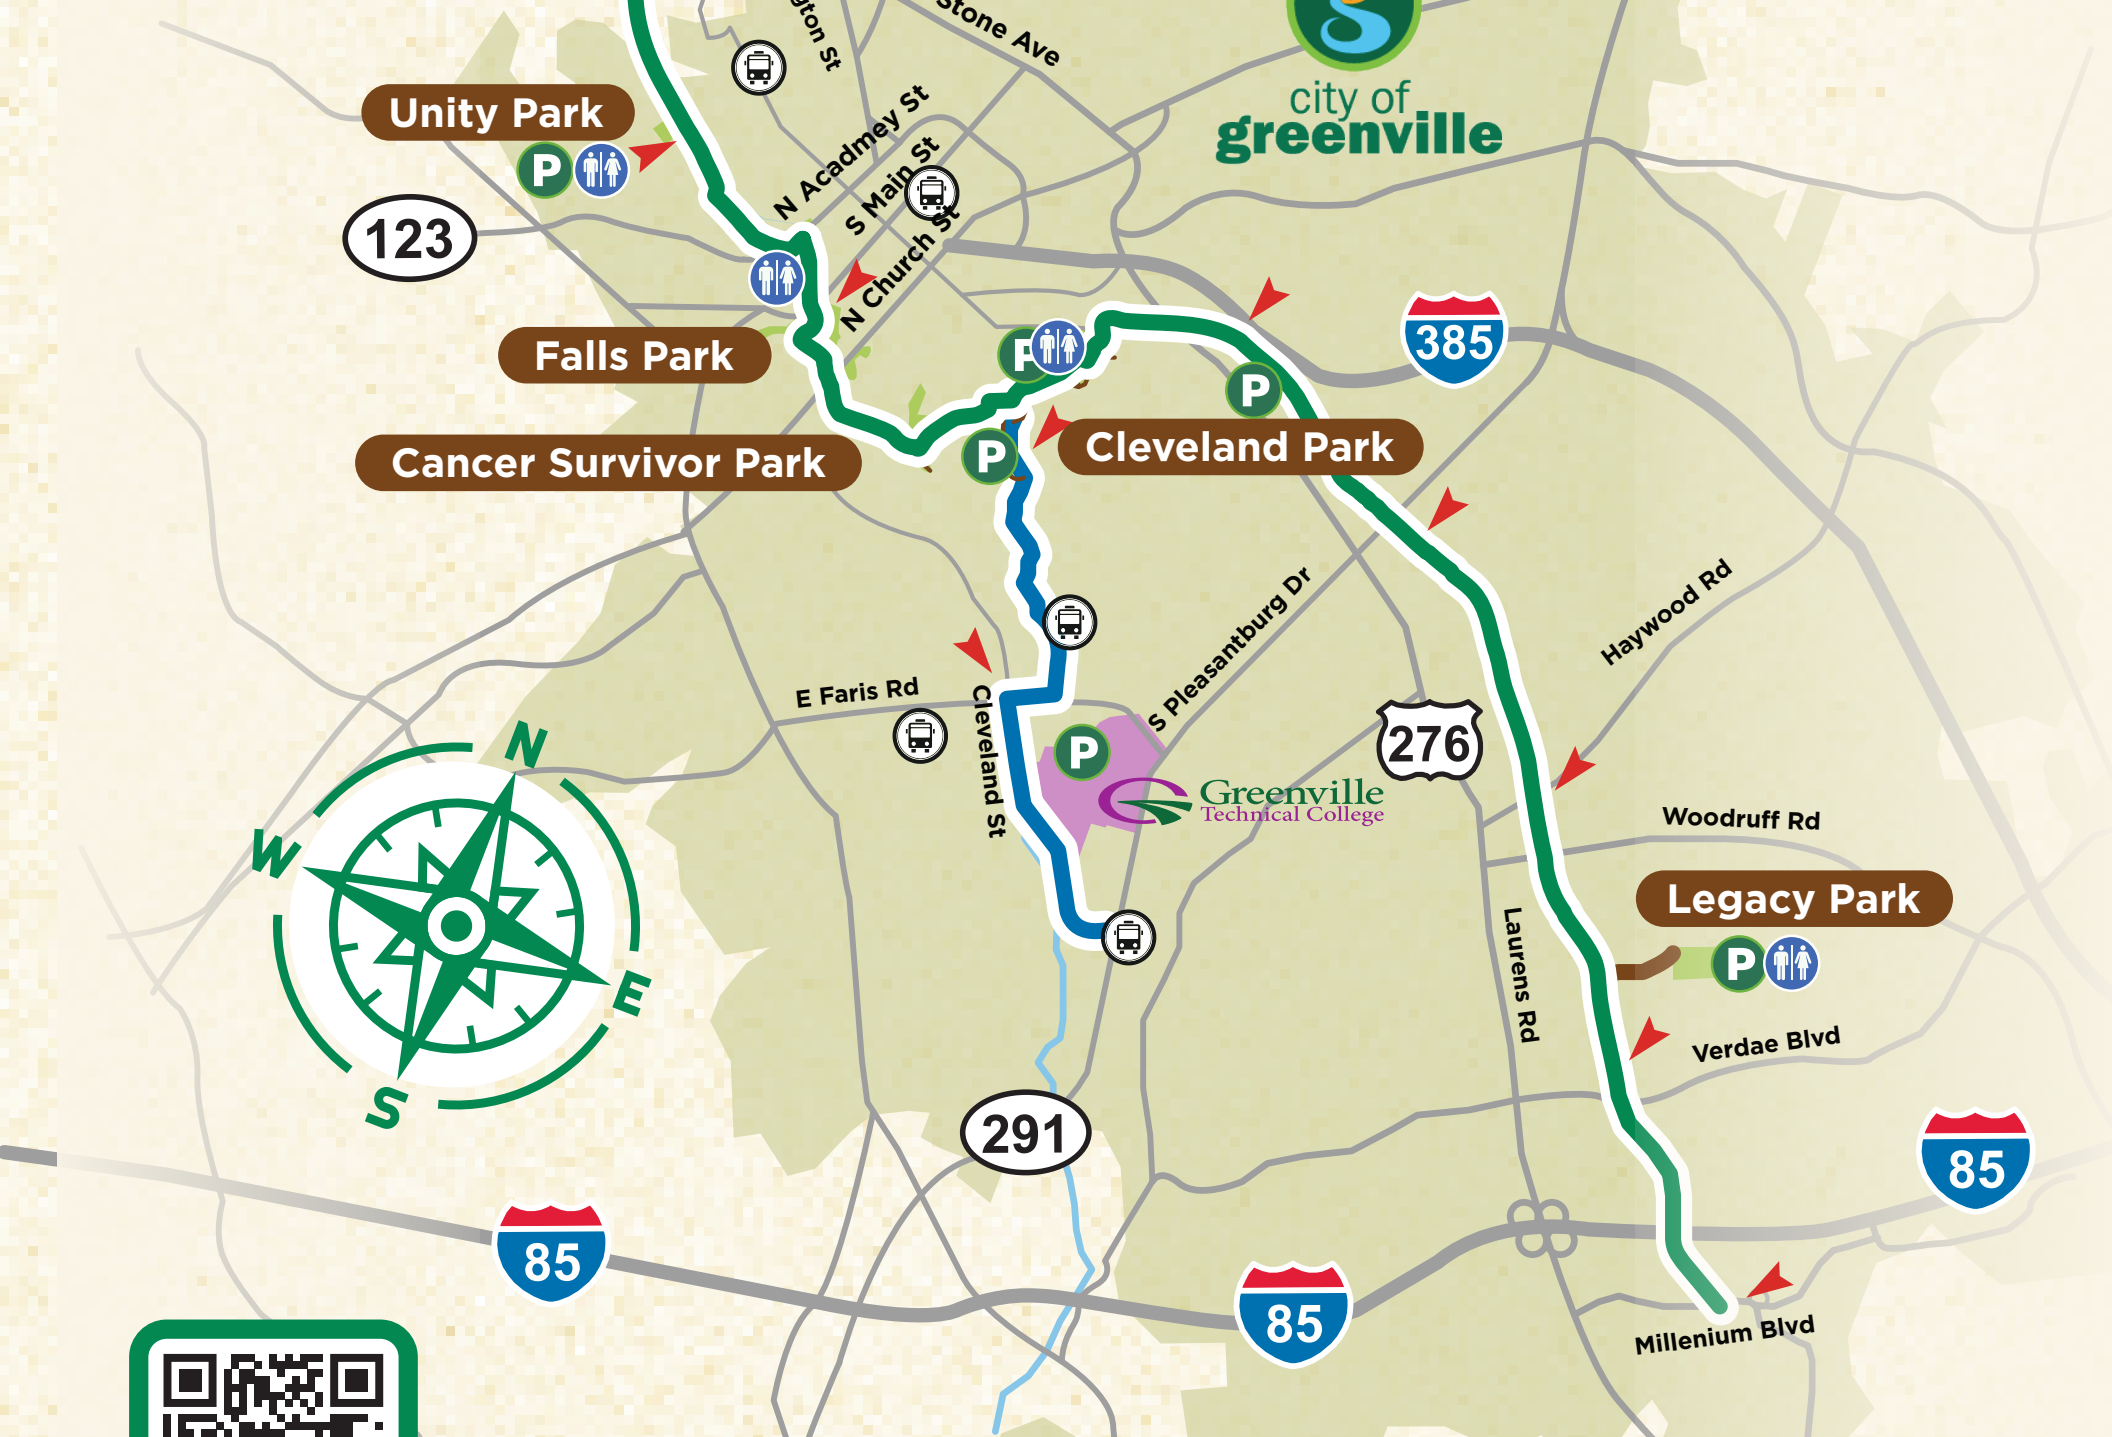 Stone Ave
city of
greenville
Unity Park
P
123
N Acadmey St
S Main St
N Church St
Falls Park
P
385
P
Cancer Survivor Park
P
Cleveland Park
S Pleasantburg Dr
Haywood Rd
E Faris Rd
Cleveland St
P
276
Greenville
Technical College
Woodruff Rd
N
W
E
S
Legacy Park
P
Laurens Rd
Verdae Blvd
291
85
85
85
Millenium Blvd